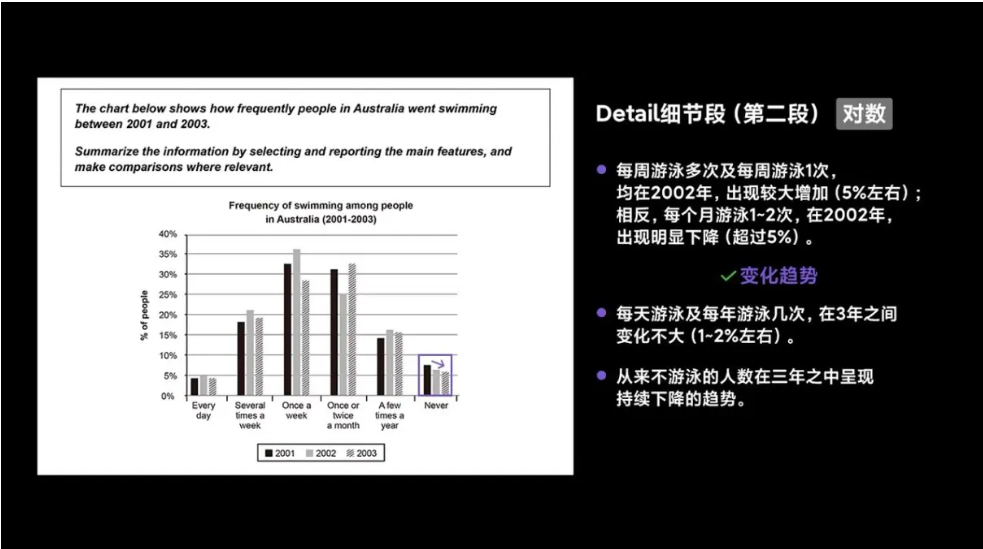 The chart below shows how frequently people in Australia went swimming
between 2001 and 2003.
Summarize the information by selecting and reporting the main features, and
make comparisons where relevant.
Frequency of swimming among people
in Australia (2001-2003)
% of people
40%
35%
30%
25%
20%
15%
10%
5%
0%
Every
day
Several
times a
week
Once a
week
Once or
twice
a month
A few
times a
year
Never
2001 2002 2003
Detail细节段（第二段） 对数
每周游泳多次及每周游泳1次，
均在2002年，出现较大增加（5%左右）；
相反，每个月游泳1~2次，在2002年，
出现明显下降（超过5%）。
变化趋势
每天游泳及每年游泳几次，在3年之间
变化不大（1~2%左右）。
从来不游泳的人数在三年之中呈现
持续下降的趋势。